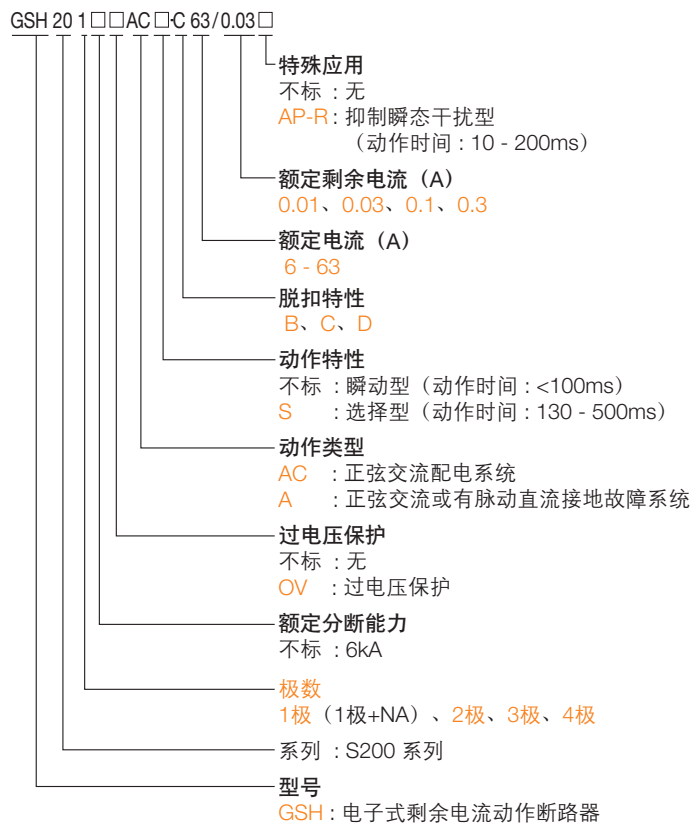 GSH 20 1□□AC□-C 63/0.03□
特殊应用
不标 : 无
AP-R : 抑制瞬态干扰型
（动作时间 : 10 - 200ms）
额定剩余电流（A）
0.01、0.03、0.1、0.3
额定电流（A）
6 - 63
脱扣特性
B、C、D
动作特性
不标 : 瞬动型（动作时间 : <100ms）
S : 选择型（动作时间 : 130 - 500ms）
动作类型
AC : 正弦交流配电系统
A : 正弦交流或有脉动直流接地故障系统
过电压保护
不标 : 无
OV : 过电压保护
额定分断能力
不标 : 6kA
极数
1极（1极+NA）、2极、3极、4极
系列 : S200 系列
型号
GSH : 电子式剩余电流动作断路器